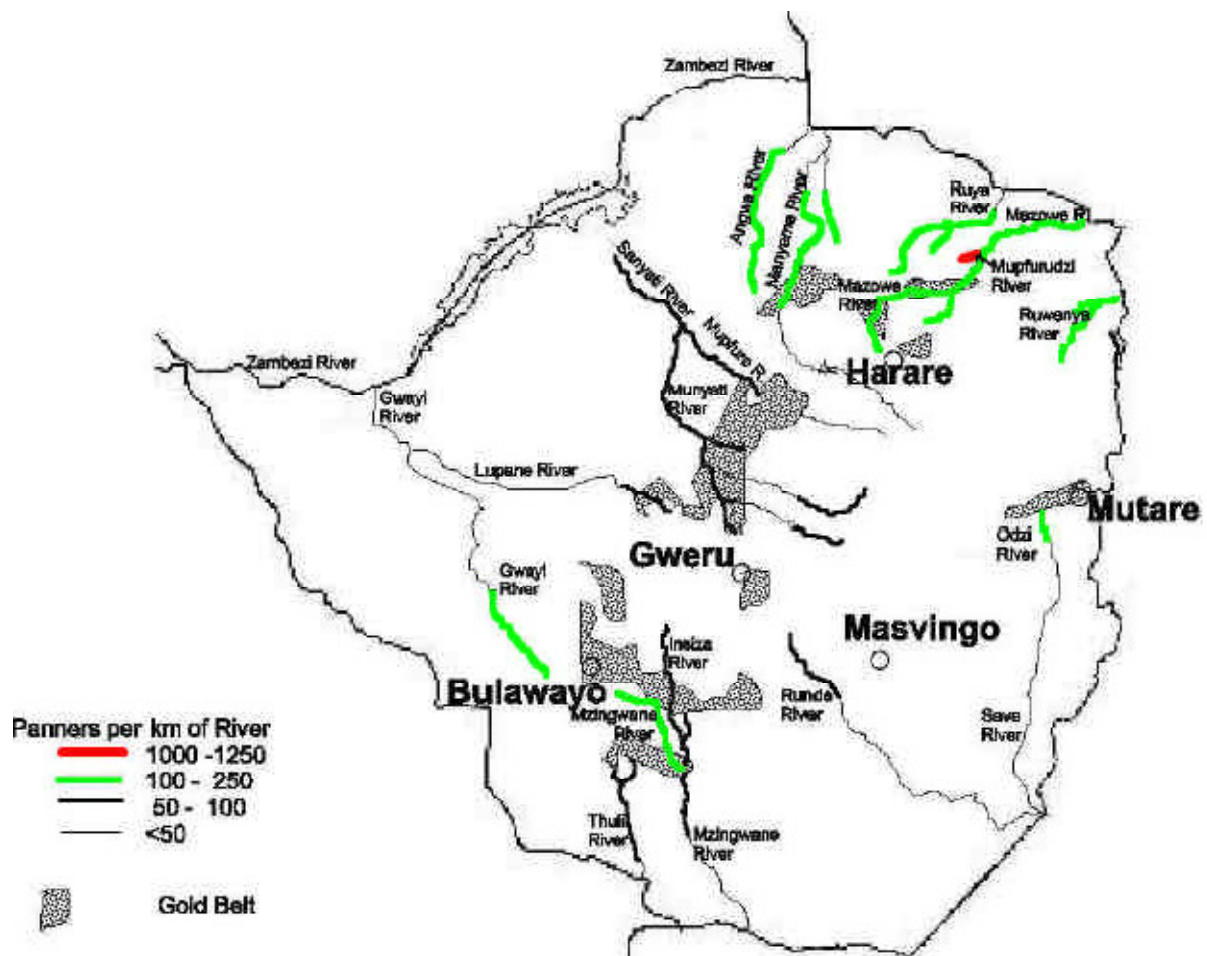 Zambezi River
Angwa River
Manyame River
Ruya
River
Mazowe Ri
Mupfurudzi
River
Mazowe
River
Ruwenya
River
Sanyati River
Mupfure R
Harare
Zambezi River
Gwayi
River
Munyati
River
Lupane River
Mutare
Odzi
River
Gweru
Gwayi
River
Masvingo
Insiza
River
Bulawayo
Mzingwane
River
Runde
River
Save
River
Thuli
River
Mzingwane
River
Panners per km of River
1000 -1250
100 - 250
50 - 100
<50
Gold Belt